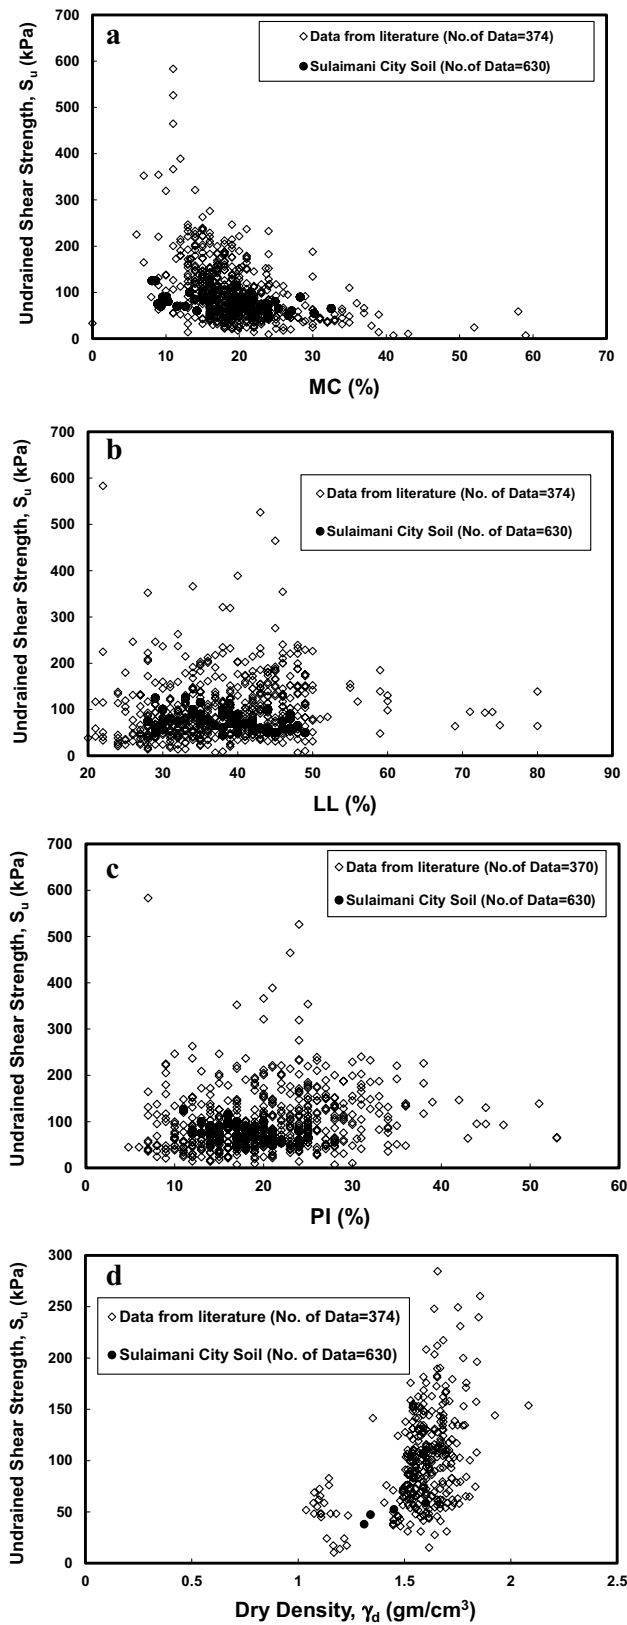 a
Data from literature (No.of Data=374)
Sulaimani City Soil (No.of Data=630)
Undrained Shear Strength, Su (kPa)
700
600
500
400
300
200
100
0
0 10 20 30 40 50 60 70
MC (%)
b
Data from literature (No. of Data=374)
Sulaimani City Soil (No. of Data=630)
Undrained Shear Strength, Su (kPa)
700
600
500
400
300
200
100
0
20 30 40 50 60 70 80 90
LL (%)
c
Data from literature (No.of Data=370)
Sulaimani City Soil (No.of Data=630)
Undrained Shear Strength, Su (kPa)
700
600
500
400
300
200
100
0
0 10 20 30 40 50 60
PI (%)
d
Data from literature (No. of Data=374)
Sulaimani City Soil (No. of Data=630)
Undrained Shear Strength, Su (kPa)
300
250
200
150
100
50
0
0 0.5 1 1.5 2 2.5
Dry Density, γd (gm/cm³)